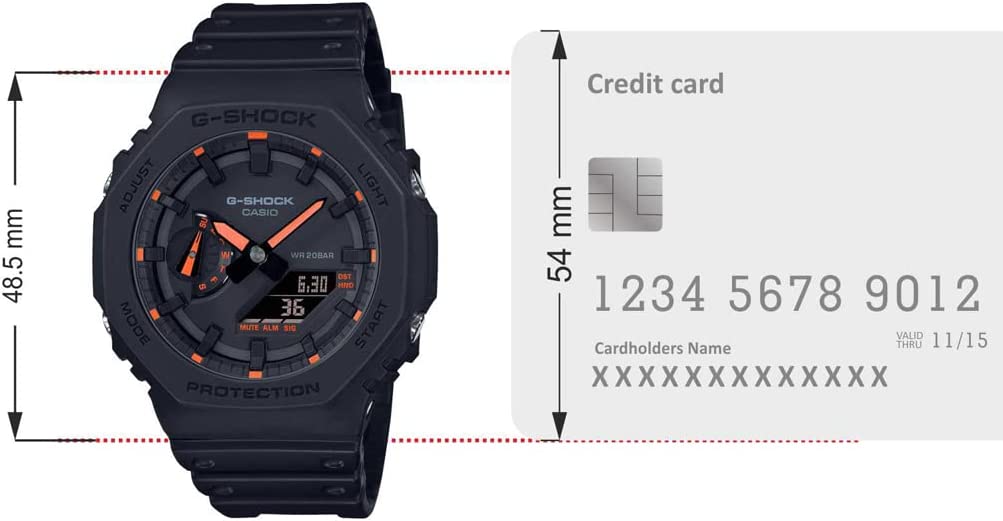 48.5 mm
G-SHOCK
ADJUST
LIGHT
G-SHOCK
CASIO
WR 20BAR
SU
W
T
F
S
6:30
DST
HND
36
MUTE ALM SIG
MODE
START
PROTECTION
54 mm
Credit card
1234 5678 9012
VALID
THRU 11/15
Cardholders Name
XXXXXXXXXXXXX